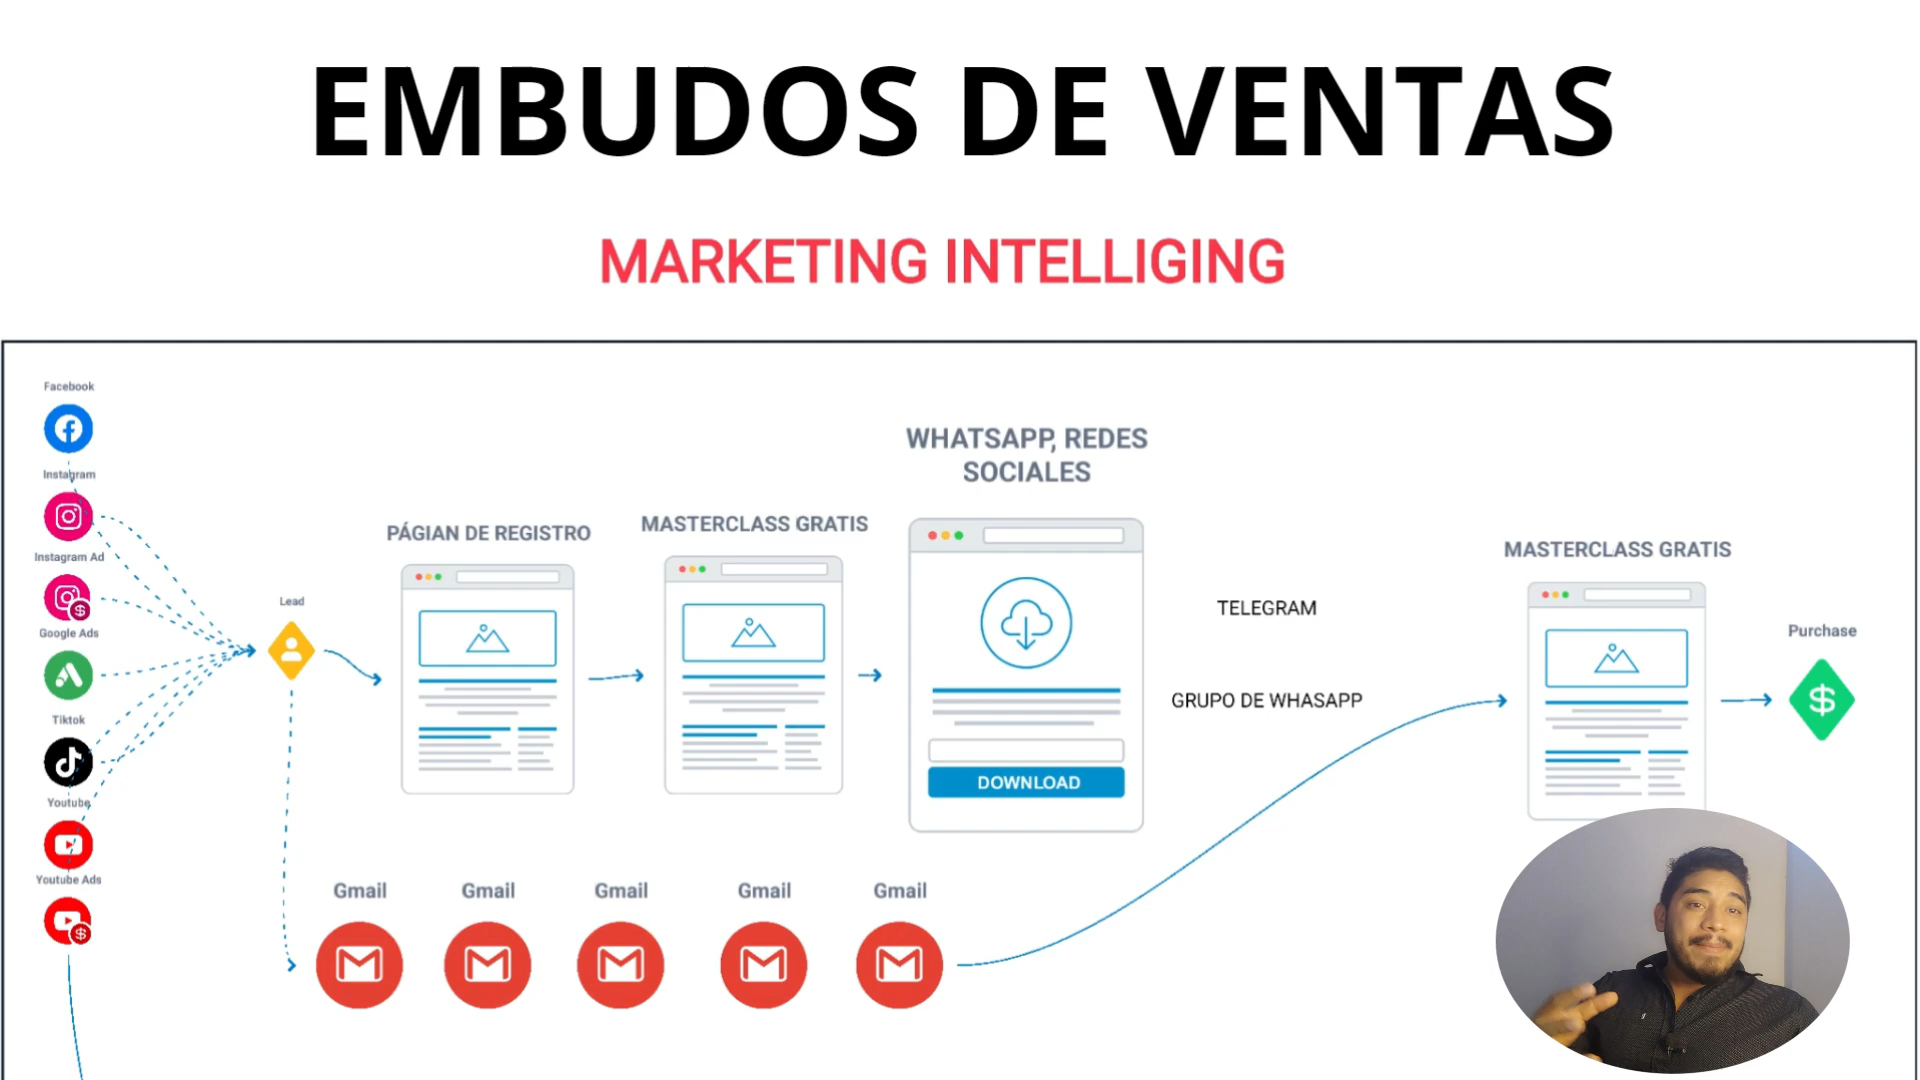 EMBUDOS DE VENTAS
MARKETING INTELLIGING
Facebook
Instagram
Instagram Ad
Google Ads
Tiktok
Youtube
Youtube Ads
Lead
PÁGIAN DE REGISTRO
MASTERCLASS GRATIS
WHATSAPP, REDES
SOCIALES
DOWNLOAD
TELEGRAM
GRUPO DE WHASAPP
MASTERCLASS GRATIS
Purchase
Gmail
Gmail
Gmail
Gmail
Gmail